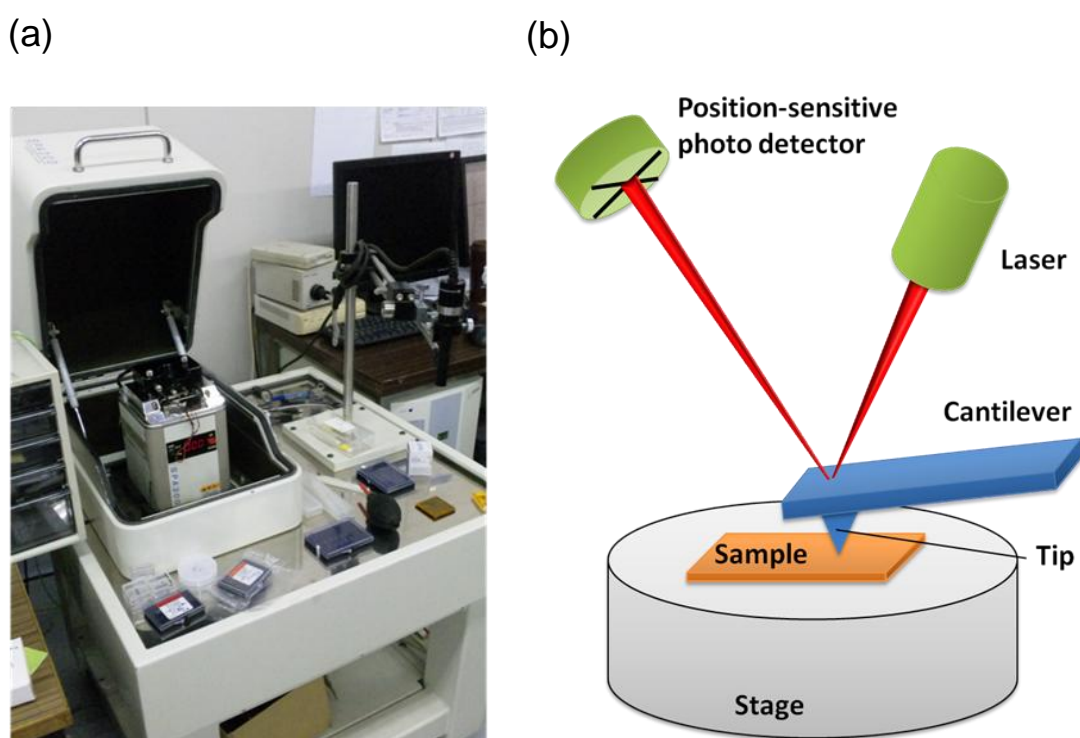 (a)
(b)
Position-sensitive
photo detector
Laser
Cantilever
Sample
Tip
Stage